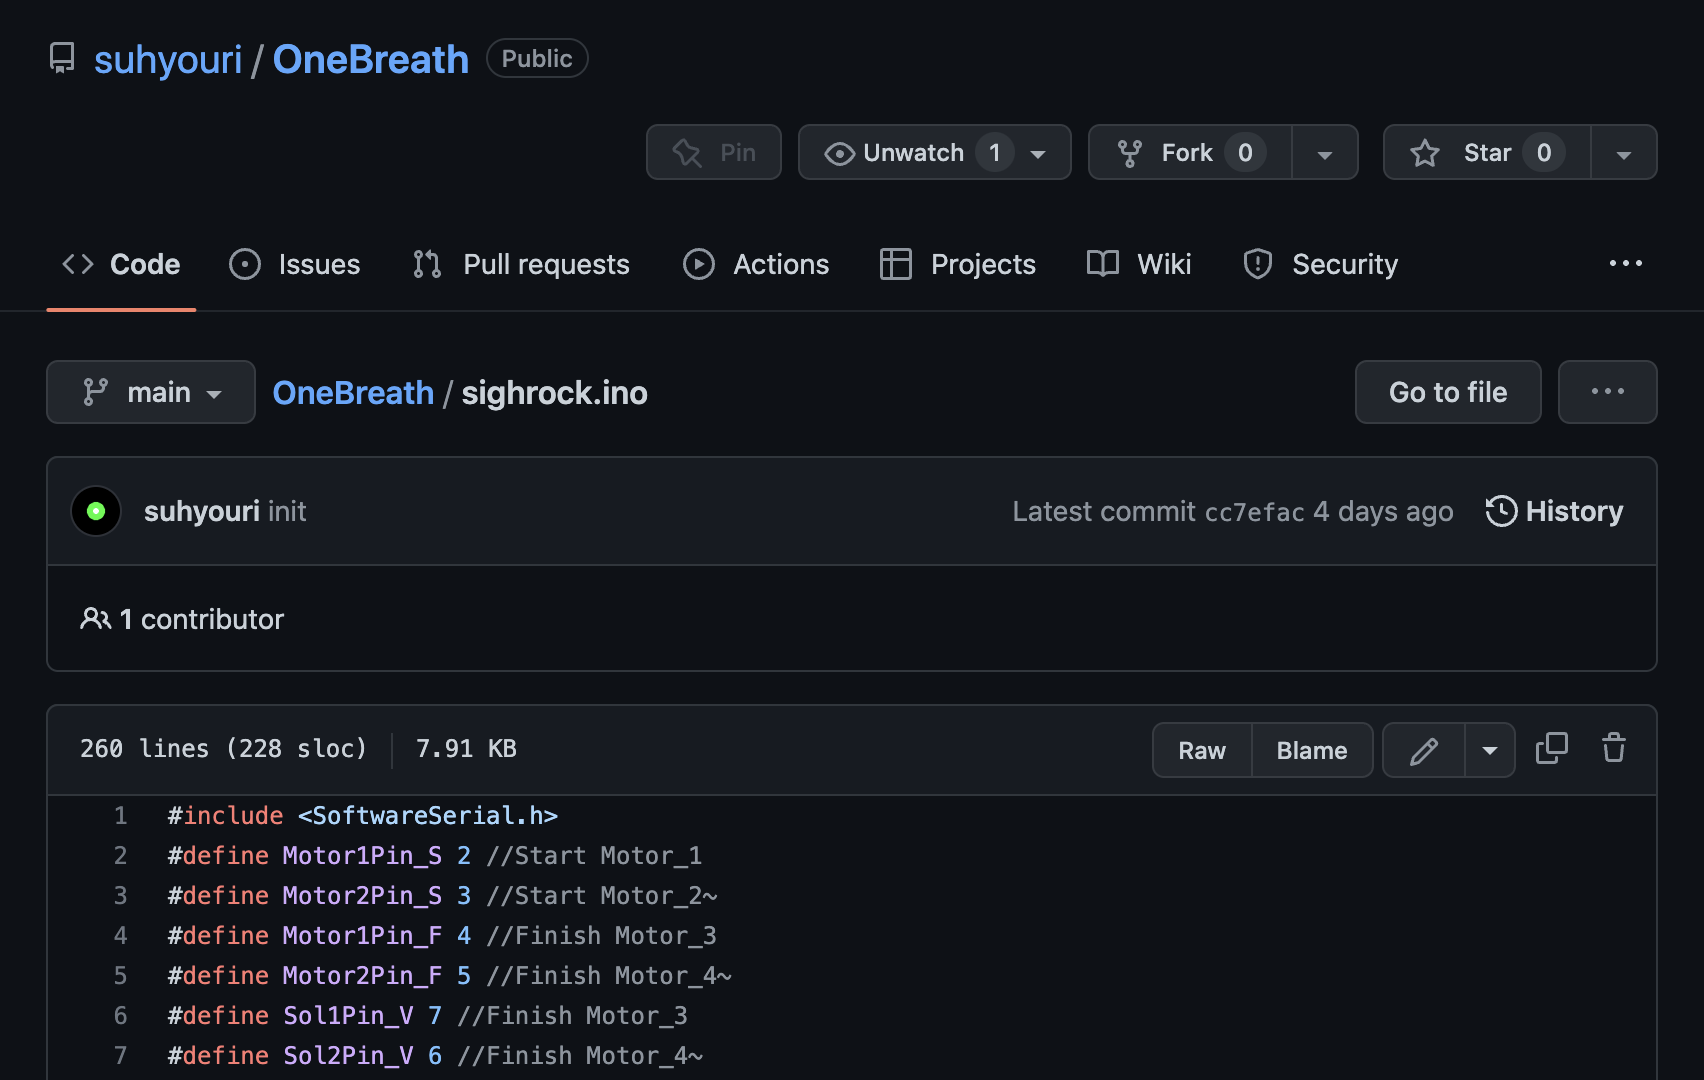 suhyouri / OneBreath Public
Pin Unwatch 1 Fork 0 Star 0
Code Issues Pull requests Actions Projects Wiki Security ...
main OneBreath / sighrock.ino Go to file ...
suhyouri init Latest commit cc7efac 4 days ago History
1 contributor
260 lines (228 sloc) 7.91 KB Raw Blame
1 #include <SoftwareSerial.h>
2 #define Motor1Pin_S 2 //Start Motor_1
3 #define Motor2Pin_S 3 //Start Motor_2~
4 #define Motor1Pin_F 4 //Finish Motor_3
5 #define Motor2Pin_F 5 //Finish Motor_4~
6 #define Sol1Pin_V 7 //Finish Motor_3
7 #define Sol2Pin_V 6 //Finish Motor_4~